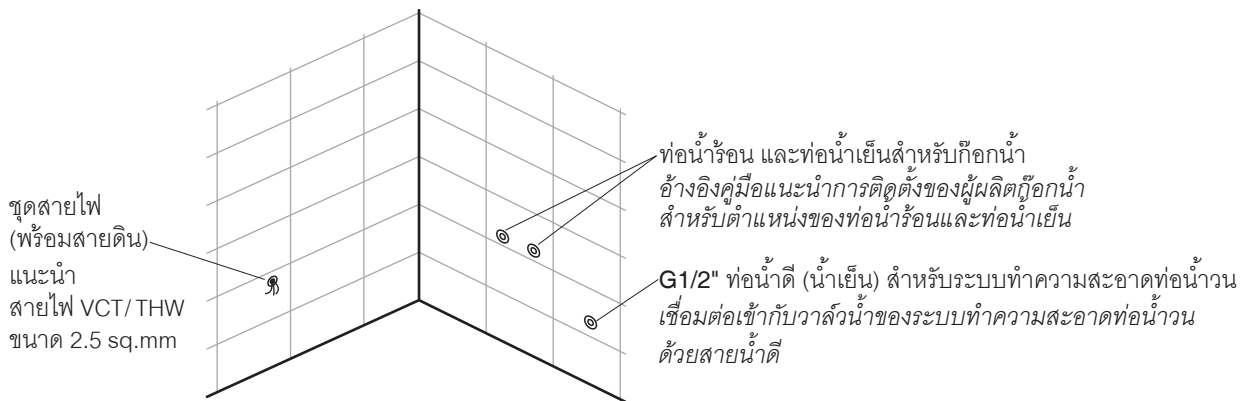 ท่อน้ำร้อน และท่อน้ำเย็นสำหรับก๊อกน้ำ
อ้างอิงคู่มือแนะนำการติดตั้งของผู้ผลิตก๊อกน้ำ
สำหรับตำแหน่งของท่อน้ำร้อนและท่อน้ำเย็น
ชุดสายไฟ
(พร้อมสายดิน)
แนะนำ
สายไฟ VCT/THW
ขนาด 2.5 sq.mm
G1/2" ท่อน้ำดี (น้ำเย็น) สำหรับระบบทำความสะอาดท่อน้ำวน
เชื่อมต่อเข้ากับวาล์วน้ำของระบบทำความสะอาดท่อน้ำวน
ด้วยสายน้ำดี